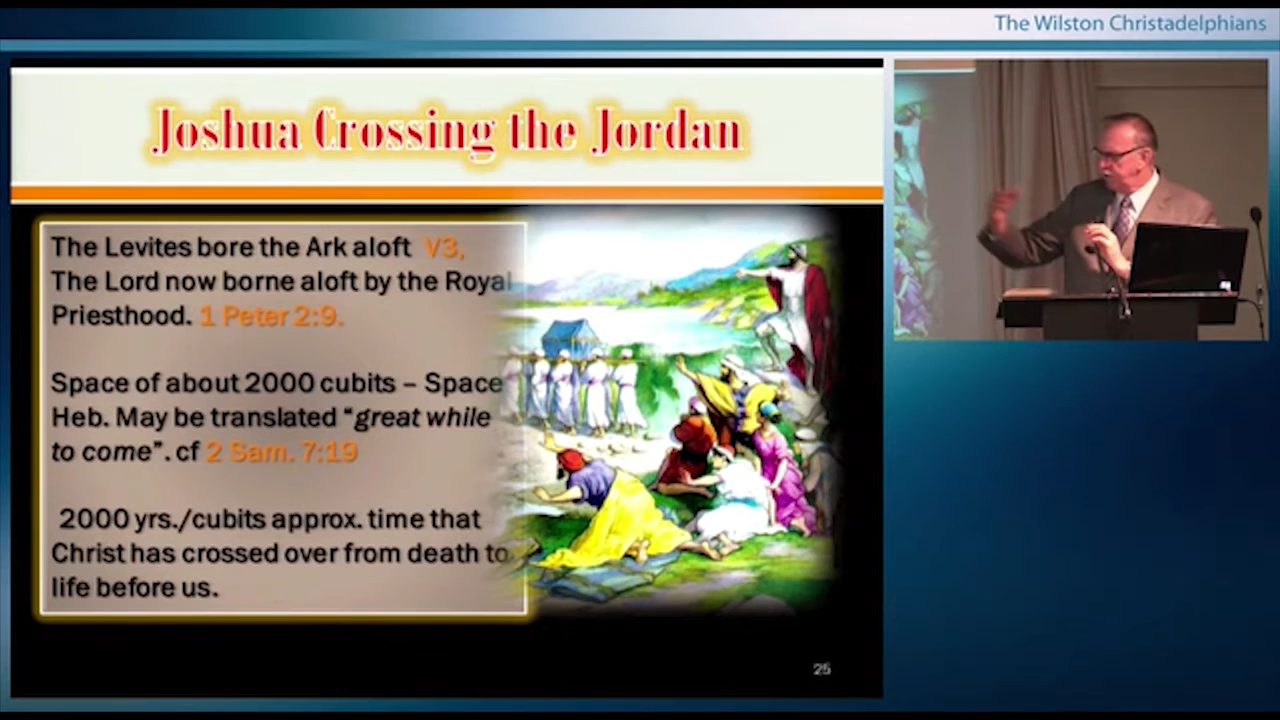 The Wilston Christadelphians
Joshua Crossing the Jordan
The Levites bore the Ark aloft V3,
The Lord now borne aloft by the Royal
Priesthood. 1 Peter 2:9.
Space of about 2000 cubits – Space
Heb. May be translated “great while
to come”. cf 2 Sam. 7:19
2000 yrs./cubits approx. time that
Christ has crossed over from death to
life before us.
25